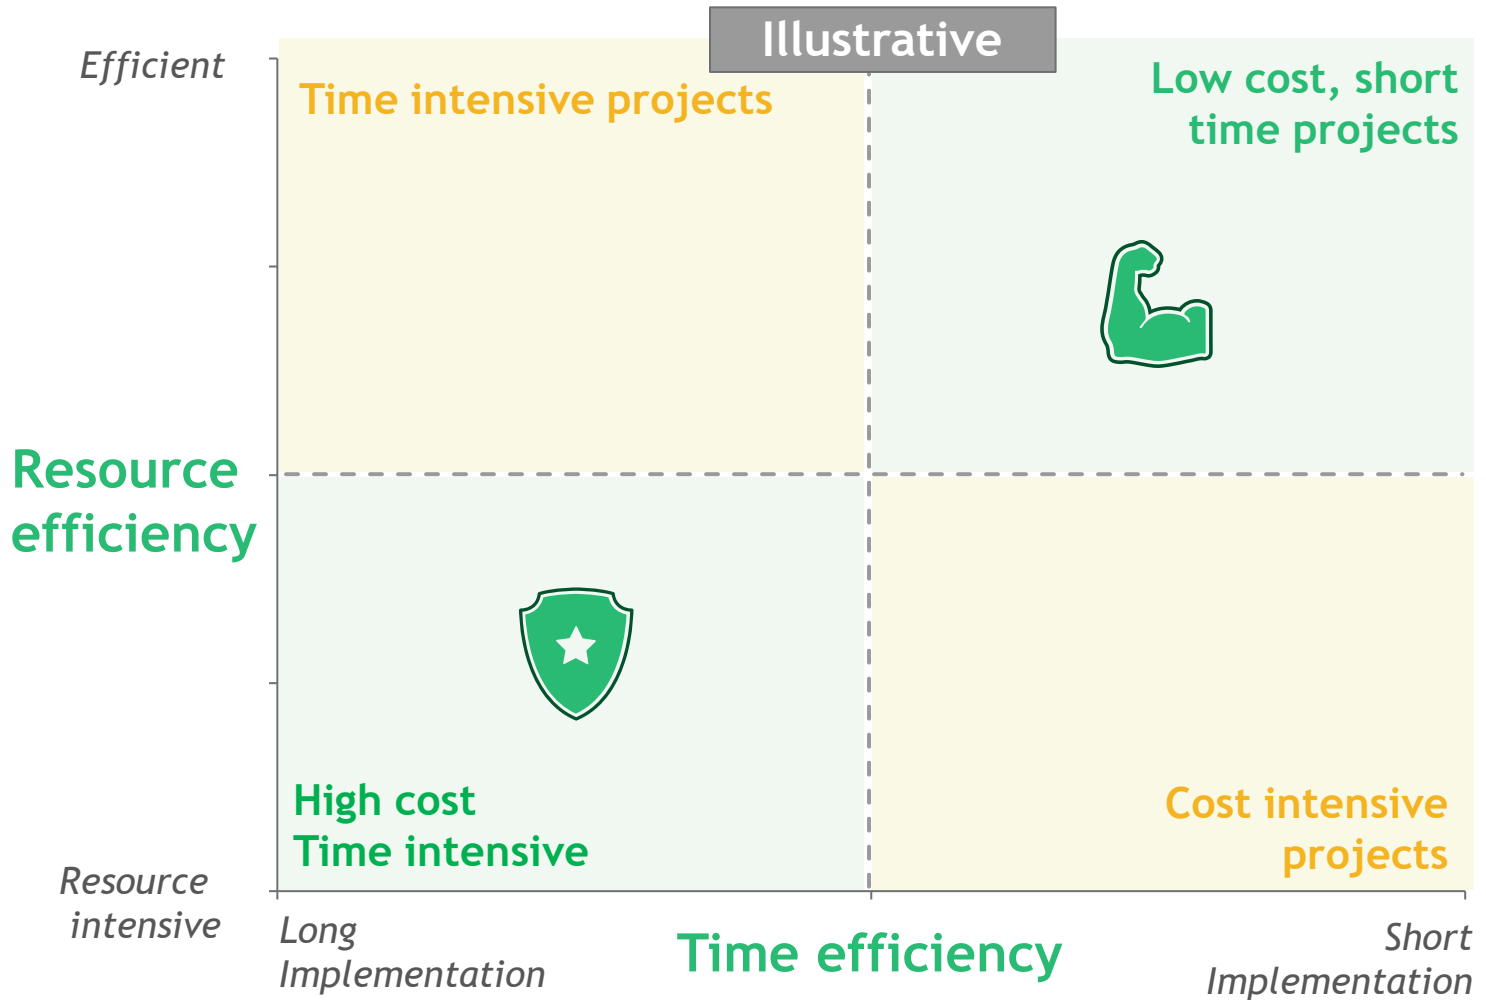 Illustrative
Efficient
Time intensive projects
Low cost, short
time projects
Resource
efficiency
High cost
Time intensive
Cost intensive
projects
Resource
intensive
Long
Implementation
Time efficiency
Short
Implementation